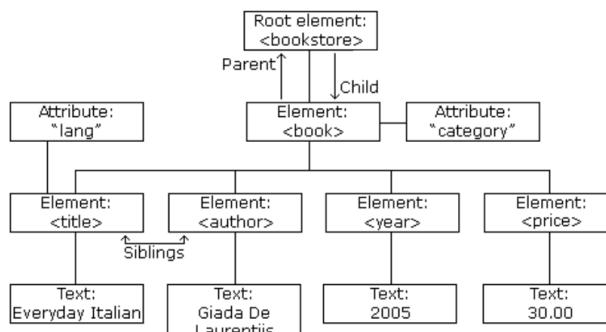 Root element:
<bookstore>
Parent
Child
Attribute:
"lang"
Element:
<book>
Attribute:
"category"
Element:
<title>
Element:
<author>
Element:
<year>
Element:
<price>
Siblings
Text:
Everyday Italian
Text:
Giada De
Laurentiis
Text:
2005
Text:
30.00